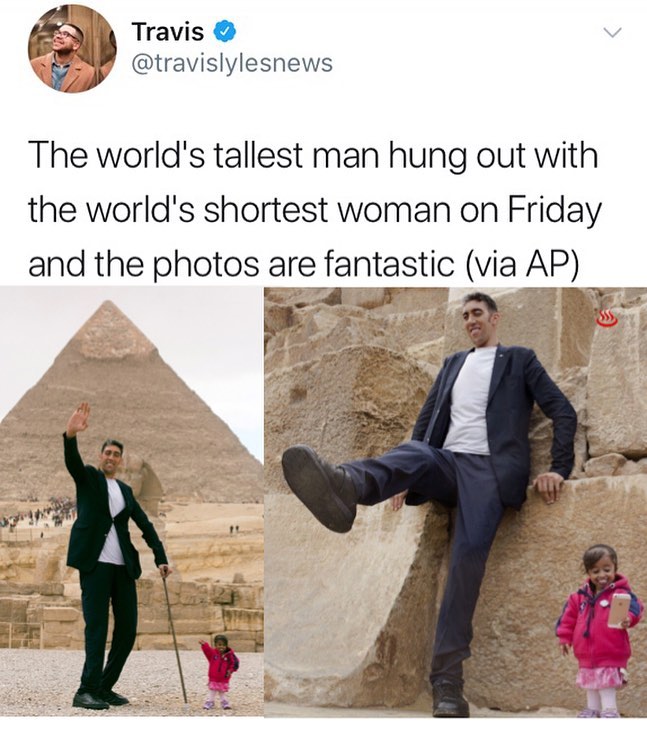 Travis
@travislylesnews
The world's tallest man hung out with
the world's shortest woman on Friday
and the photos are fantastic (via AP)